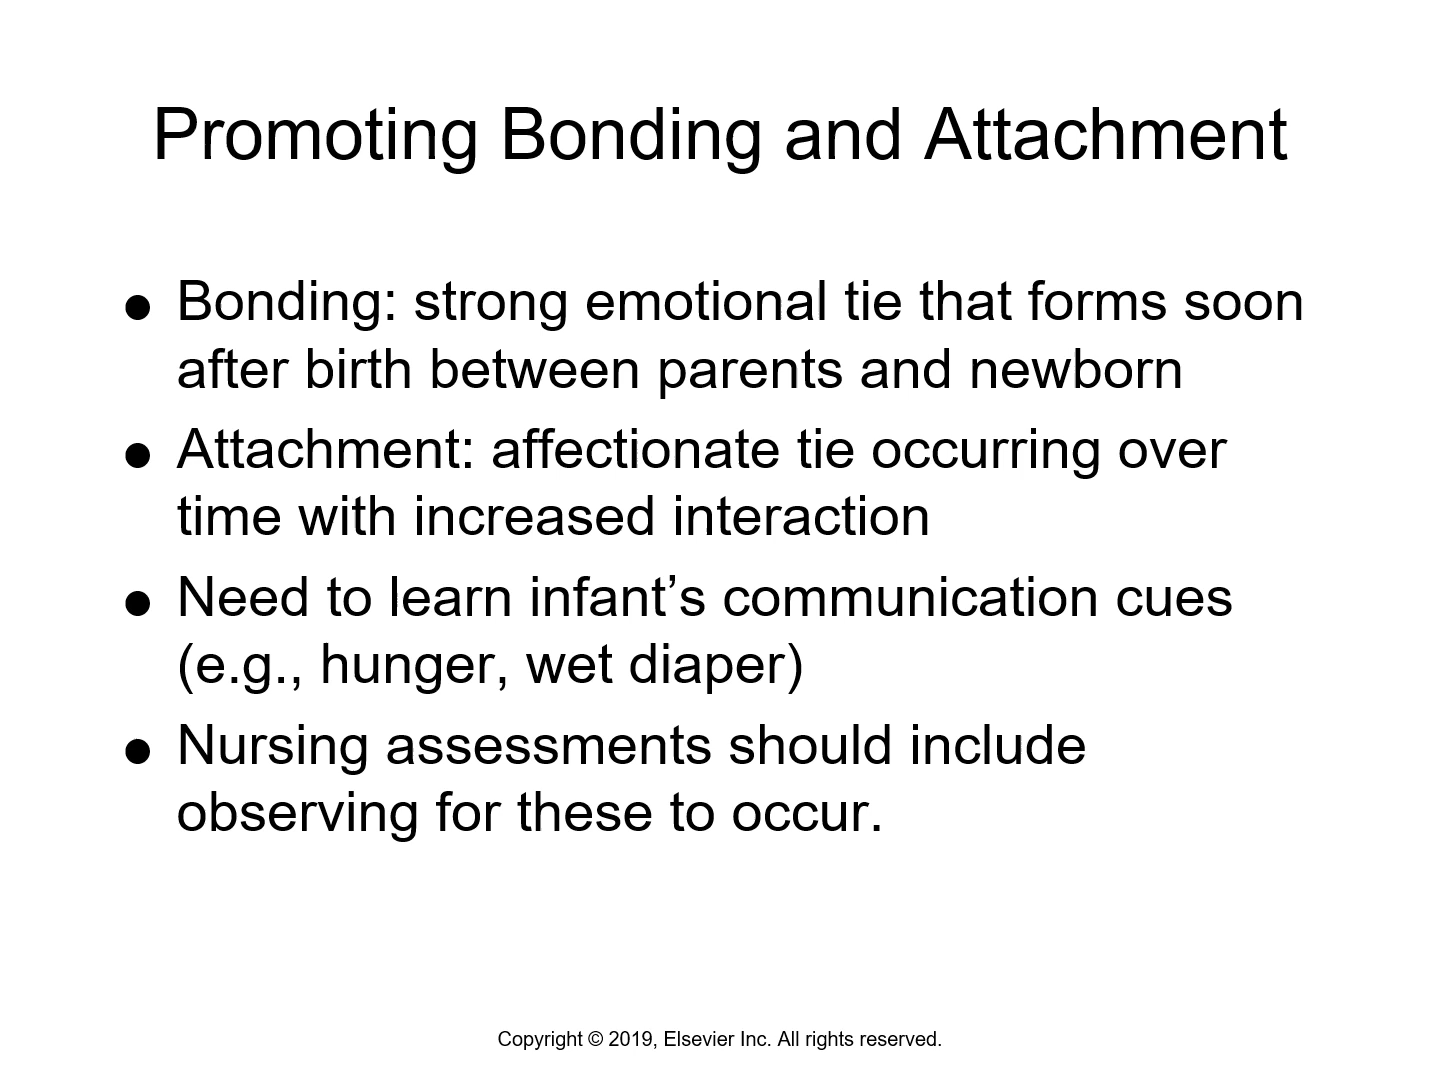 Promoting Bonding and Attachment
● Bonding: strong emotional tie that forms soon
after birth between parents and newborn
● Attachment: affectionate tie occurring over
time with increased interaction
● Need to learn infant’s communication cues
(e.g., hunger, wet diaper)
● Nursing assessments should include
observing for these to occur.
Copyright © 2019, Elsevier Inc. All rights reserved.